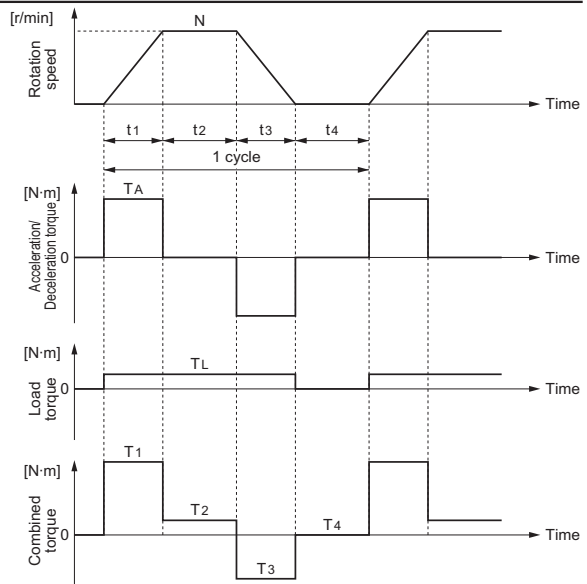 [r/min]
N
Rotation
speed
Time
t1 t2 t3 t4
1 cycle
[N·m]
TA
Acceleration/
Deceleration torque
0
Time
[N·m]
TL
Load
torque
0
Time
[N·m]
T1
T2
T4
Combined
torque
0
Time
T3